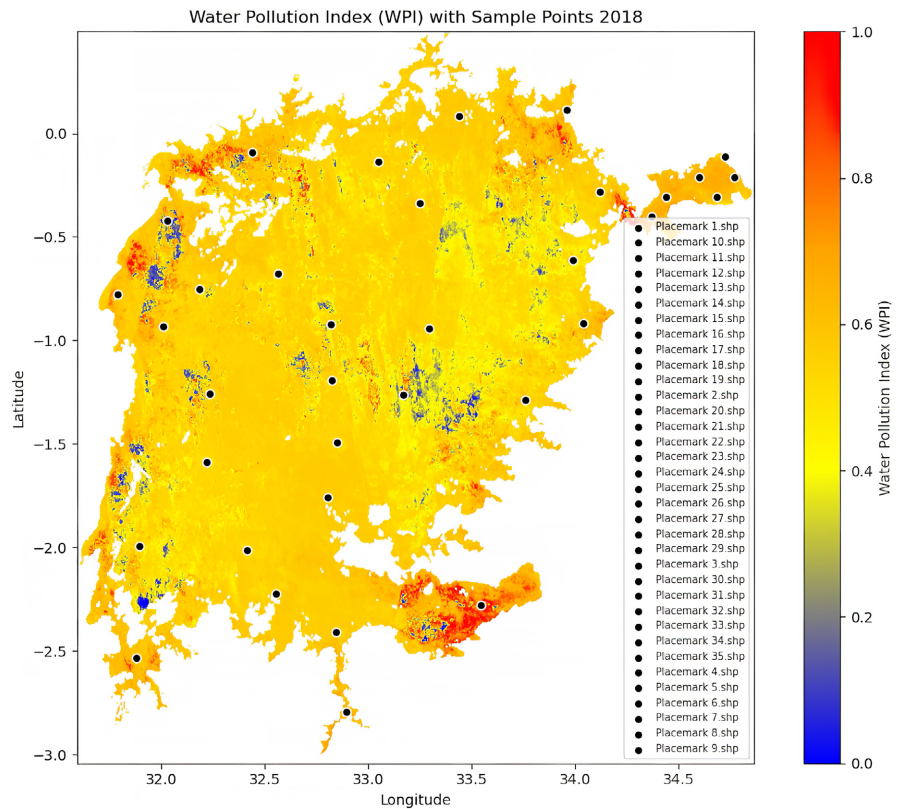 Water Pollution Index (WPI) with Sample Points 2018
0.0
−0.5
−1.0
−1.5
−2.0
−2.5
−3.0
Latitude
32.0
32.5
33.0
33.5
34.0
34.5
Longitude
Placemark 1.shp
Placemark 10.shp
Placemark 11.shp
Placemark 12.shp
Placemark 13.shp
Placemark 14.shp
Placemark 15.shp
Placemark 16.shp
Placemark 17.shp
Placemark 18.shp
Placemark 19.shp
Placemark 2.shp
Placemark 20.shp
Placemark 21.shp
Placemark 22.shp
Placemark 23.shp
Placemark 24.shp
Placemark 25.shp
Placemark 26.shp
Placemark 27.shp
Placemark 28.shp
Placemark 29.shp
Placemark 3.shp
Placemark 30.shp
Placemark 31.shp
Placemark 32.shp
Placemark 33.shp
Placemark 34.shp
Placemark 35.shp
Placemark 4.shp
Placemark 5.shp
Placemark 6.shp
Placemark 7.shp
Placemark 8.shp
Placemark 9.shp
1.0
0.8
0.6
0.4
0.2
0.0
Water Pollution Index (WPI)